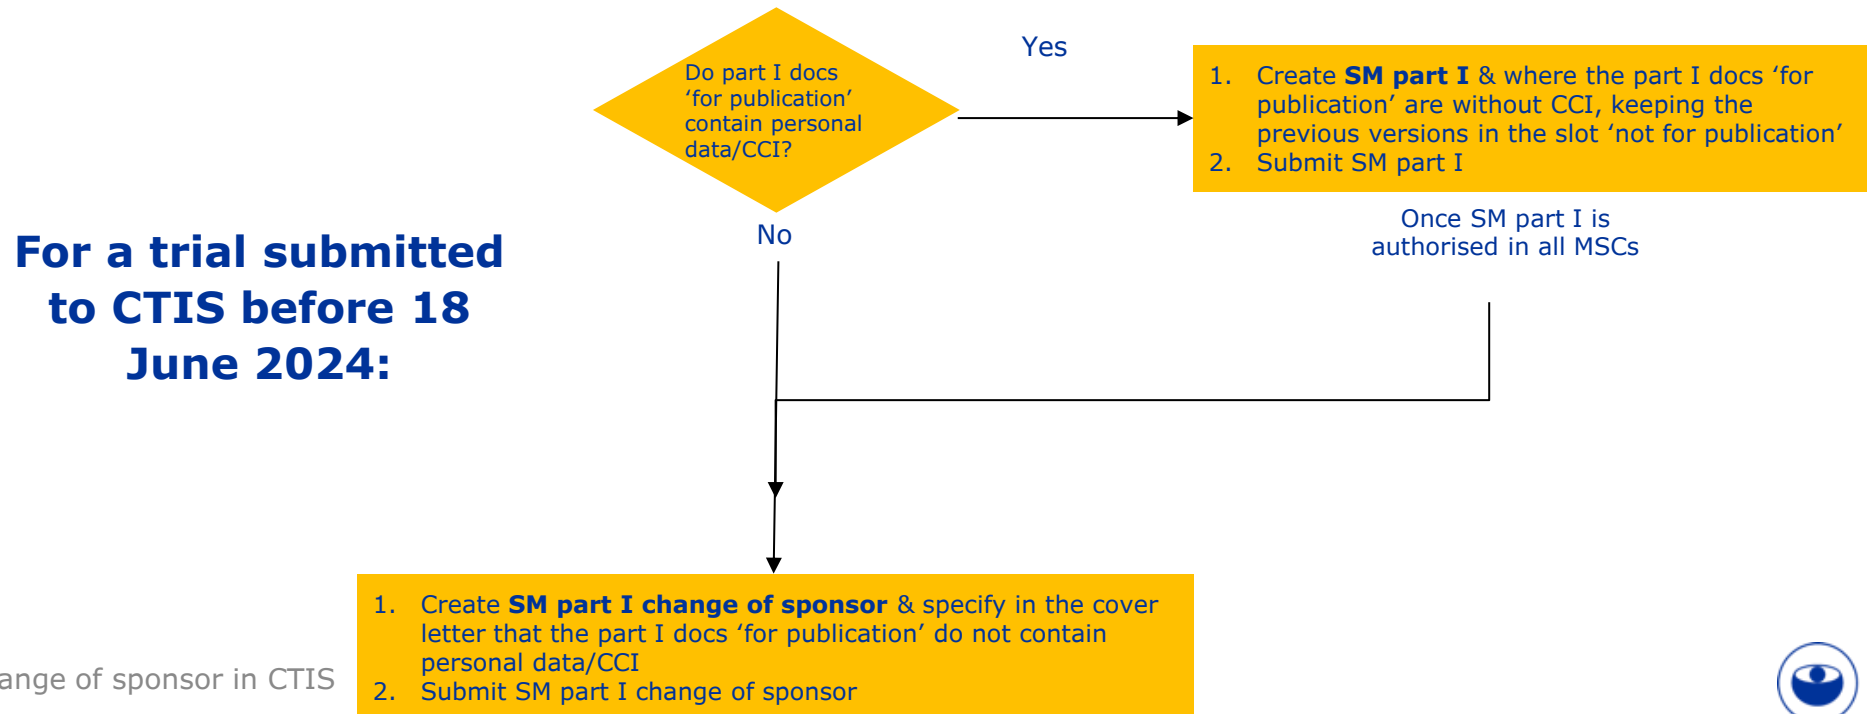 Do part I docs
‘for publication’
contain personal
data/CCI?
Yes
1. Create SM part I & where the part I docs ‘for
publication’ are without CCI, keeping the
previous versions in the slot ‘not for publication’
2. Submit SM part I
No
Once SM part I is
authorised in all MSCs
For a trial submitted
to CTIS before 18
June 2024:
1. Create SM part I change of sponsor & specify in the cover
letter that the part I docs ‘for publication’ do not contain
personal data/CCI
2. Submit SM part I change of sponsor
ange of sponsor in CTIS